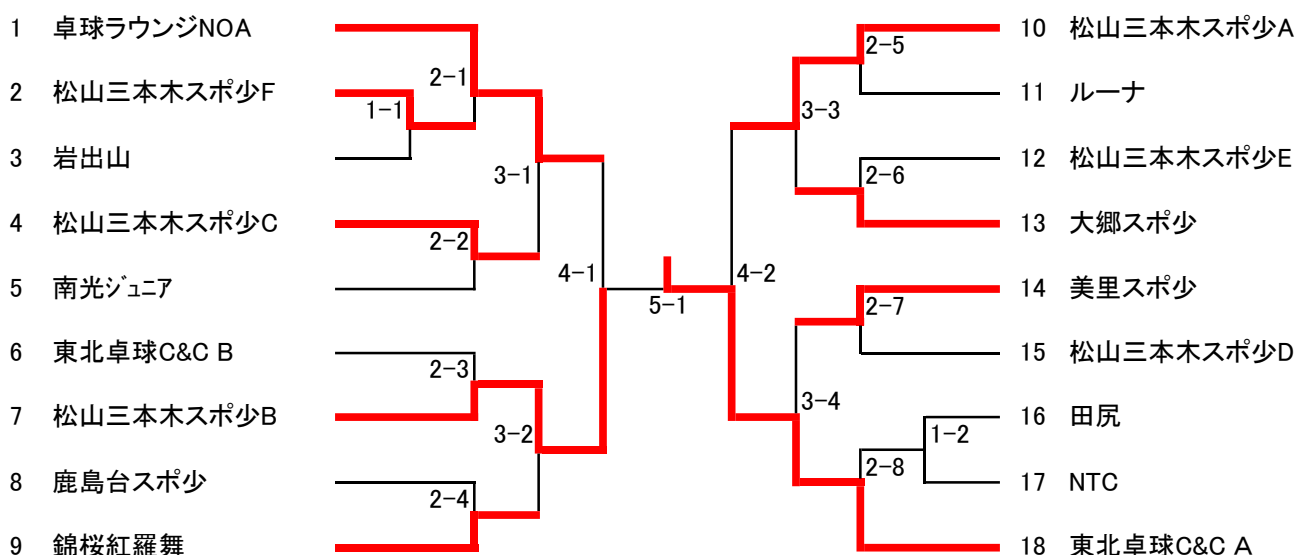 1 卓球ラウンジNOA
2 松山三本木スポ少F
3 岩出山
4 松山三本木スポ少C
5 南光ジュニア
6 東北卓球C&C B
7 松山三本木スポ少B
8 鹿島台スポ少
9 錦桜紅羅舞
2-1
1-1
3-1
2-2
4-1
2-3
3-2
2-4
5-1
4-2
2-5
3-3
2-6
2-7
3-4
1-2
2-8
10 松山三本木スポ少A
11 ルーナ
12 松山三本木スポ少E
13 大郷スポ少
14 美里スポ少
15 松山三本木スポ少D
16 田尻
17 NTC
18 東北卓球C&C A